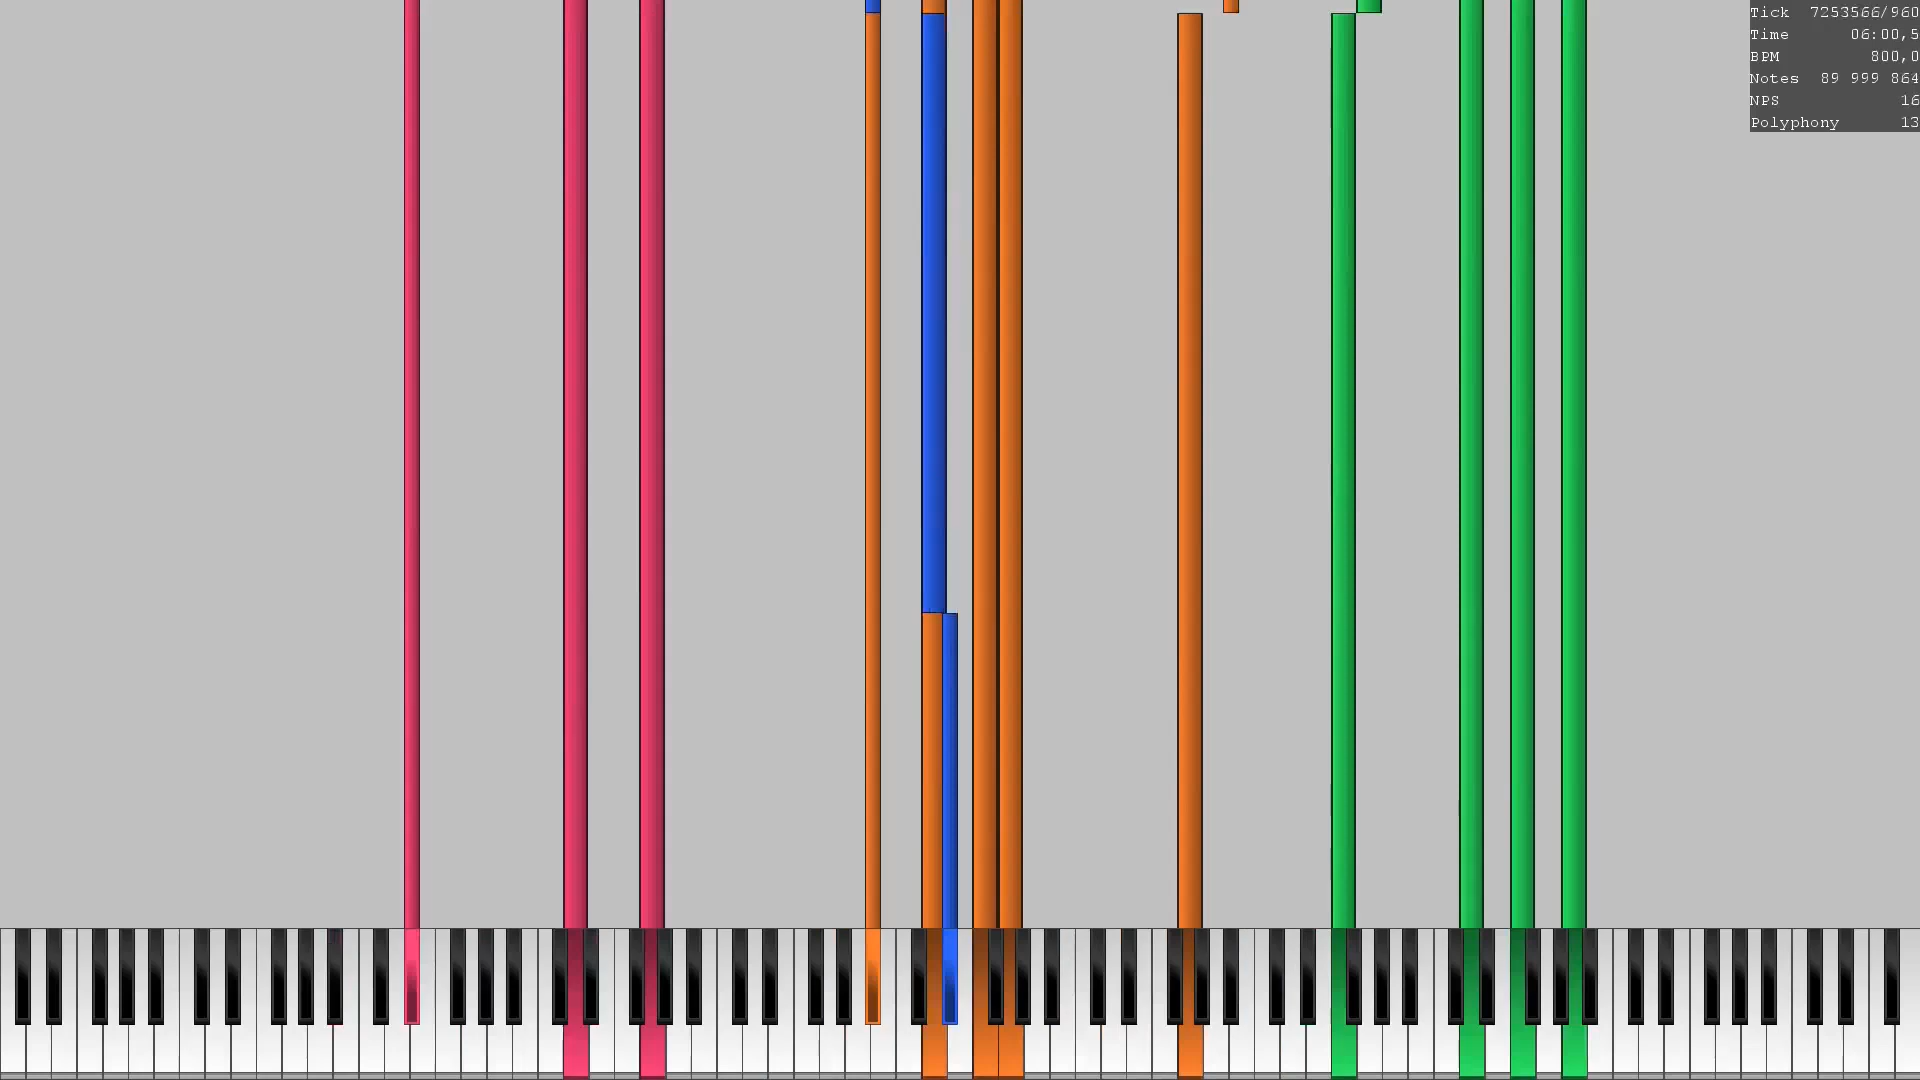 Tick 7253566/960
Time 06:00,5
BPM 800,0
Notes 89 999 864
NPS 16
Polyphony 13